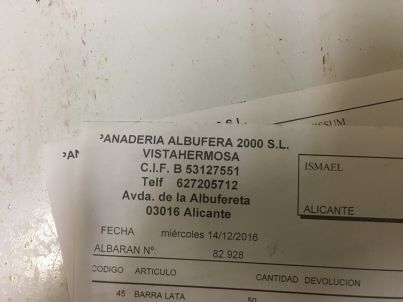 PANADERIA ALBUFERA 2000 S.L.
VISTAHERMOSA
C.I.F. B 53127551
Telf 627205712
Avda. de la Albufereta
03016 Alicante
ISMAEL
ALICANTE
FECHA miércoles 14/12/2016
ALBARAN Nº: 82.928
CODIGO ARTICULO CANTIDAD DEVOLUCION
45 BARRA LATA 50